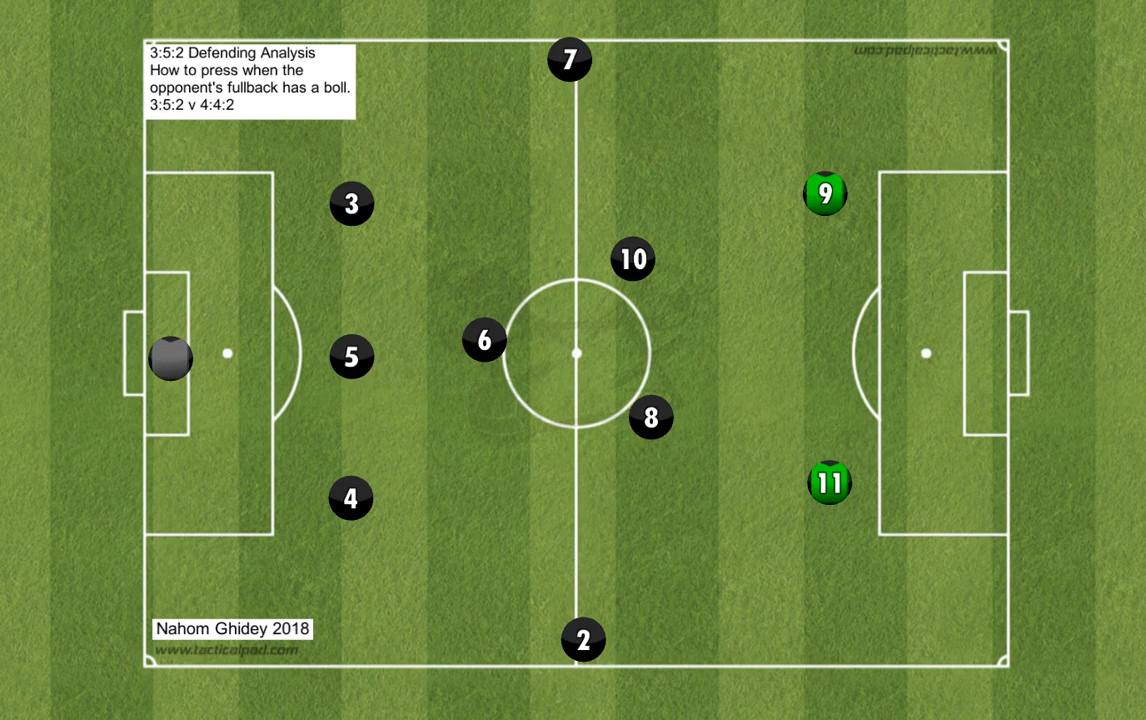 3:5:2 Defending Analysis
How to press when the
opponent's fullback has a boll.
3:5:2 v 4:4:2
www.tacticalpad.com
7
3
9
10
6
5
8
11
4
Nahom Ghidey 2018
2
www.tacticalpad.com